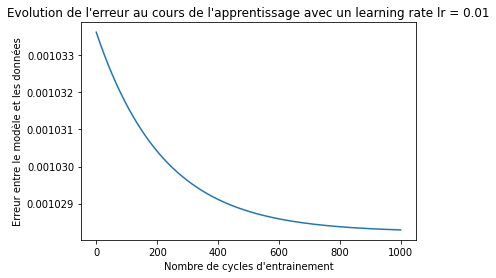 Evolution de l'erreur au cours de l'apprentissage avec un learning rate lr = 0.01
Erreur entre le modèle et les données
0.001033
0.001032
0.001031
0.001030
0.001029
0 200 400 600 800 1000
Nombre de cycles d'entrainement